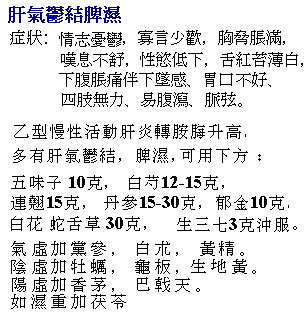 肝氣鬱結脾濕
症狀: 情志憂鬱, 寡言少歡, 胸脅脹滿,
嘆息不舒, 性慾低下, 舌紅苔薄白,
下腹脹痛伴下墜感、胃口不好、
四肢無力、易腹瀉、脈弦。
乙型慢性活動肝炎轉胺酶升高,
多有肝氣鬱結, 脾濕, 可用下方:
五味子10克, 白芍12-15克,
連翹15克, 丹參15-30克, 郁金10克,
白花蛇舌草30克, 生三七3克沖服。
氣虛加黨參, 白朮, 黃精。
陰虛加牡蠣, 龜板, 生地黃。
陽虛加香茅, 巴戟天。
如濕重加茯苓